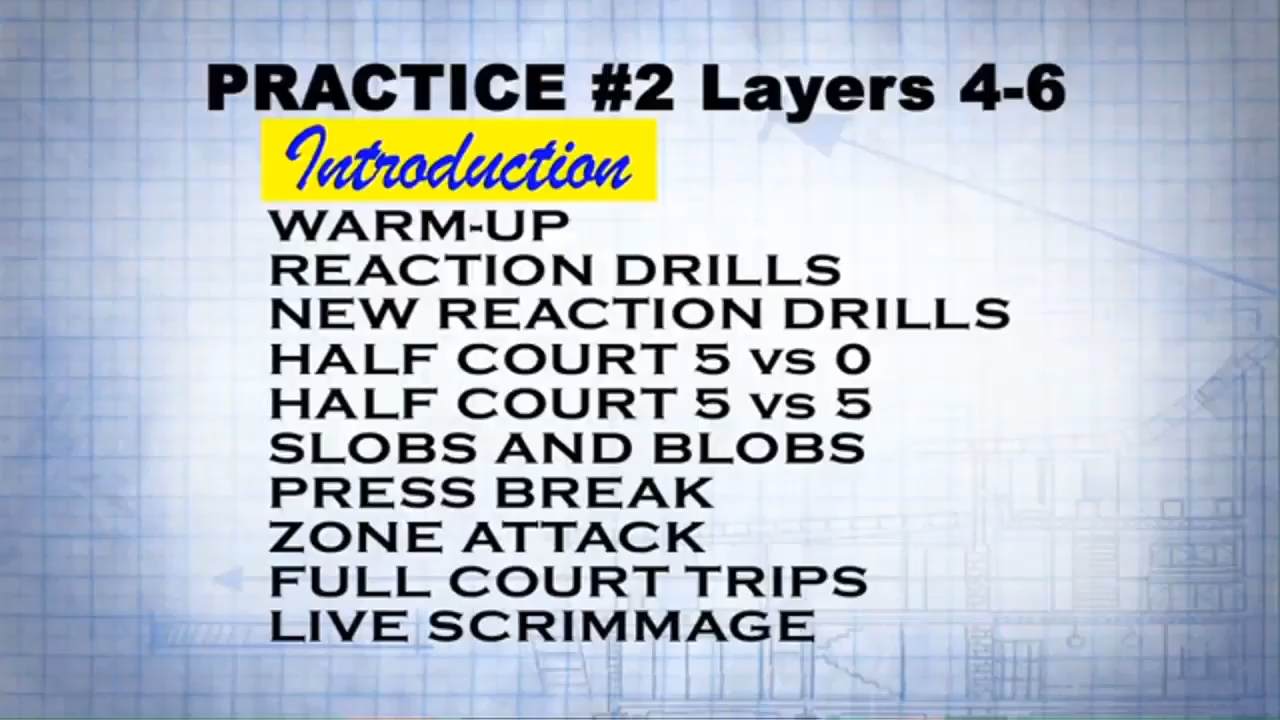 PRACTICE #2 Layers 4-6
Introduction
WARM-UP
REACTION DRILLS
NEW REACTION DRILLS
HALF COURT 5 vs 0
HALF COURT 5 vs 5
SLOBS AND BLOBS
PRESS BREAK
ZONE ATTACK
FULL COURT TRIPS
LIVE SCRIMMAGE